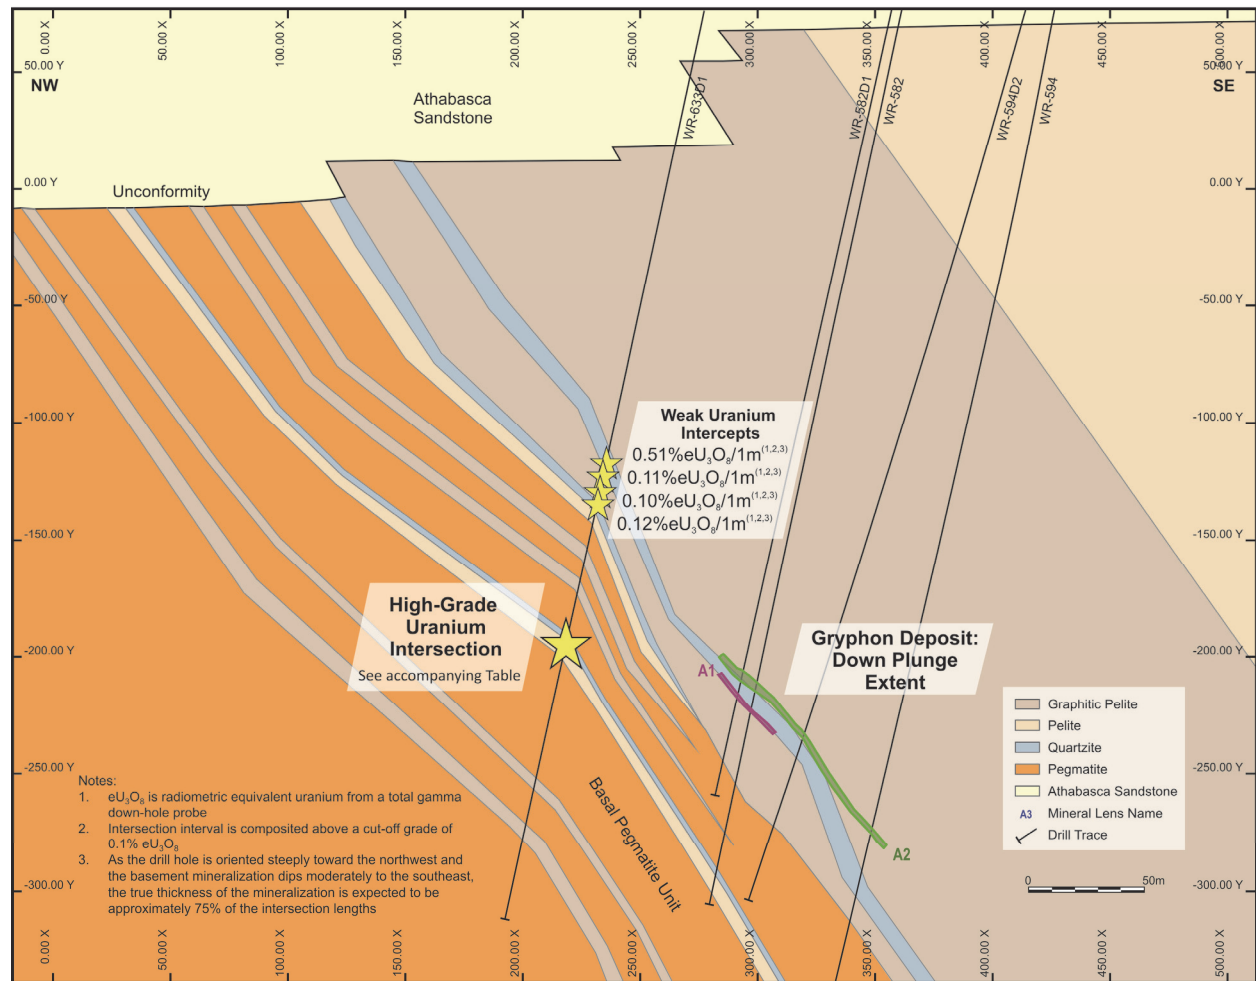 0.00 X
50.00 X
100.00 X
150.00 X
200.00 X
250.00 X
300.00 X
350.00 X
400.00 X
450.00 X
500.00 X
50.00 Y
50.00 Y
NW
SE
Athabasca
Sandstone
WR-633D1
WR-582D1
WR-582
WR-594D2
WR-594
0.00 Y
0.00 Y
Unconformity
-50.00 Y
-50.00 Y
-100.00 Y
-100.00 Y
Weak Uranium
Intercepts
0.51%eU₃O₈/1m⁽¹,²,³⁾
0.11%eU₃O₈/1m⁽¹,²,³⁾
0.10%eU₃O₈/1m⁽¹,²,³⁾
0.12%eU₃O₈/1m⁽¹,²,³⁾
-150.00 Y
-150.00 Y
High-Grade
Uranium
Intersection
See accompanying Table
-200.00 Y
-200.00 Y
Gryphon Deposit:
Down Plunge
Extent
A1
A2
Graphitic Pelite
Pelite
Quartzite
Pegmatite
Athabasca Sandstone
A3 Mineral Lens Name
Drill Trace
-250.00 Y
-250.00 Y
Basal Pegmatite Unit
Notes:
1. eU₃O₈ is radiometric equivalent uranium from a total gamma
down-hole probe
2. Intersection interval is composited above a cut-off grade of
0.1% eU₃O₈
3. As the drill hole is oriented steeply toward the northwest and
the basement mineralization dips moderately to the southeast,
the true thickness of the mineralization is expected to be
approximately 75% of the intersection lengths
0 50m
-300.00 Y
-300.00 Y
0.00 X
50.00 X
100.00 X
150.00 X
200.00 X
250.00 X
300.00 X
350.00 X
400.00 X
450.00 X
500.00 X